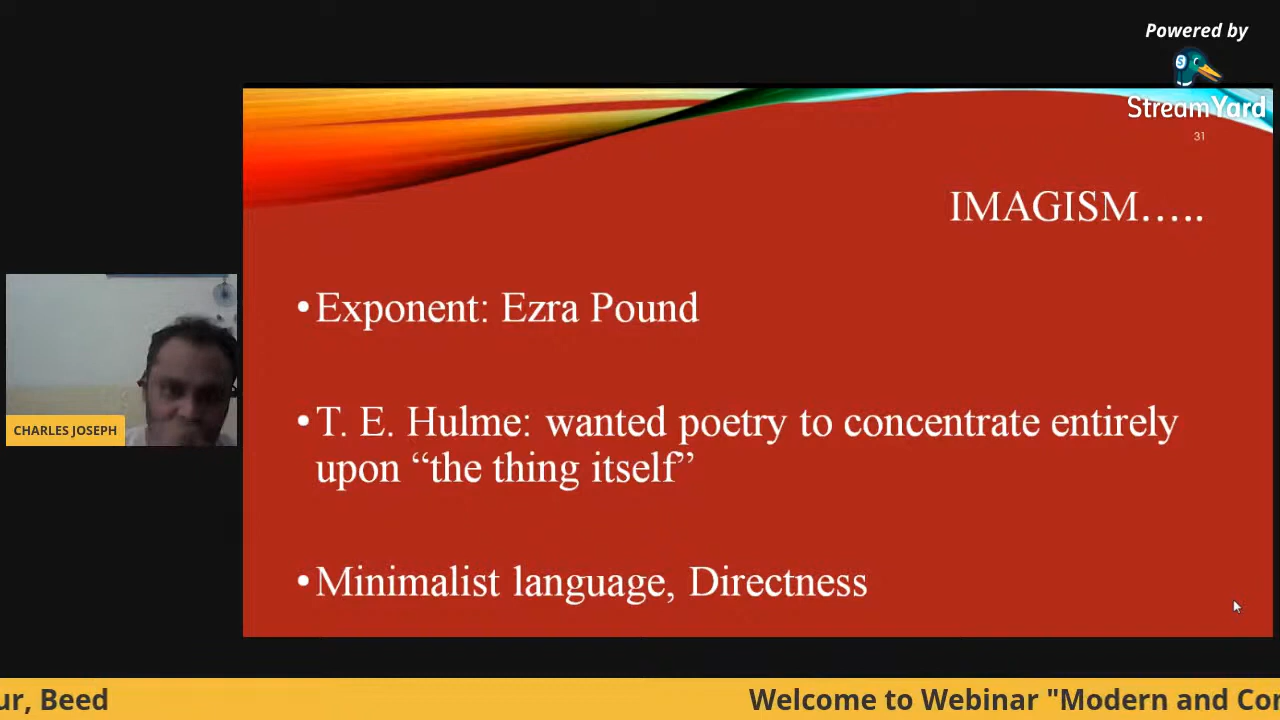 Powered by
StreamYard
31
IMAGISM.....
•Exponent: Ezra Pound
•T. E. Hulme: wanted poetry to concentrate entirely
upon “the thing itself”
•Minimalist language, Directness
CHARLES JOSEPH
ur, Beed
Welcome to Webinar "Modern and Cor